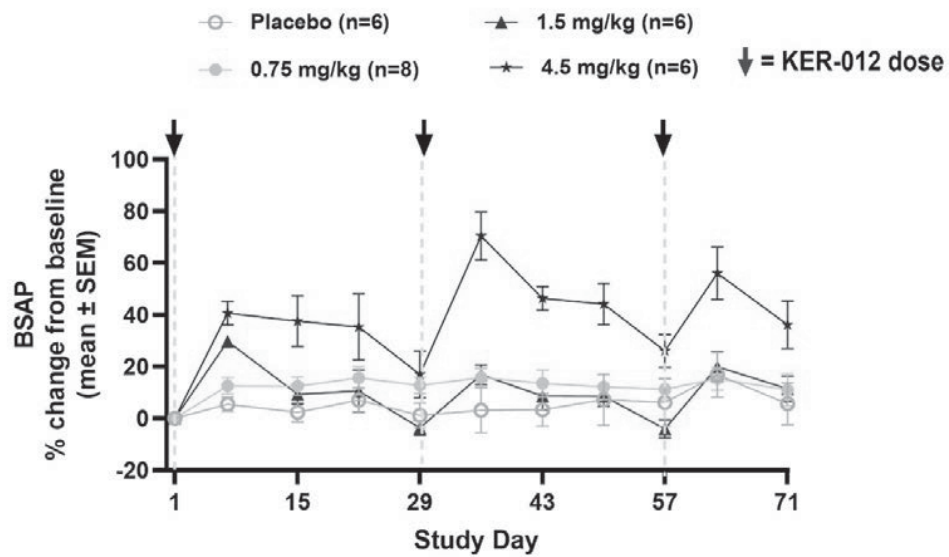 Placebo (n=6)
1.5 mg/kg (n=6)
0.75 mg/kg (n=8)
4.5 mg/kg (n=6)
= KER-012 dose
BSAP
% change from baseline
(mean ± SEM)
100
80
60
40
20
0
-20
1
15
29
43
57
71
Study Day